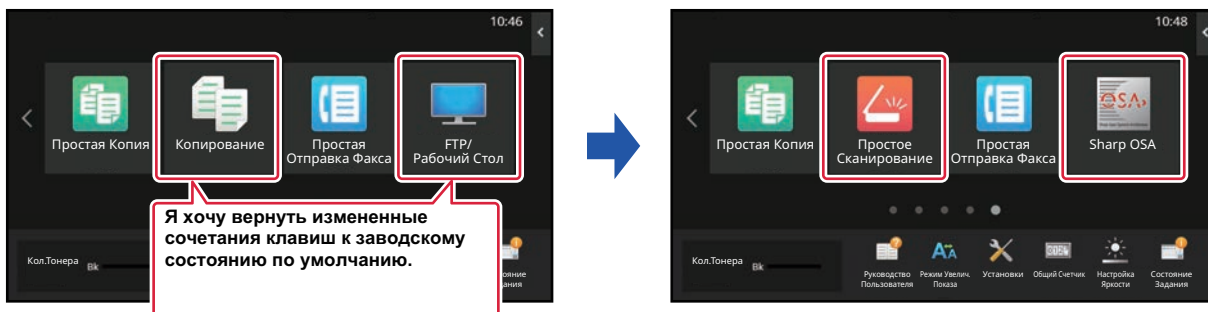 10:46
Простая Копия
Копирование
Простая
Отправка Факса
FTP/
Рабочий Стол
Я хочу вернуть измененные
сочетания клавиш к заводскому
состоянию по умолчанию.
Кол.Тонера
Bk
10:48
Простая Копия
Простое
Сканирование
Простая
Отправка Факса
OSA
Sharp OSA
Кол.Тонера
Bk
Руководство
Пользователя
Режим Увелич.
Показа
Установки
Общий Счетчик
Настройка
Яркости
Состояние
Задания